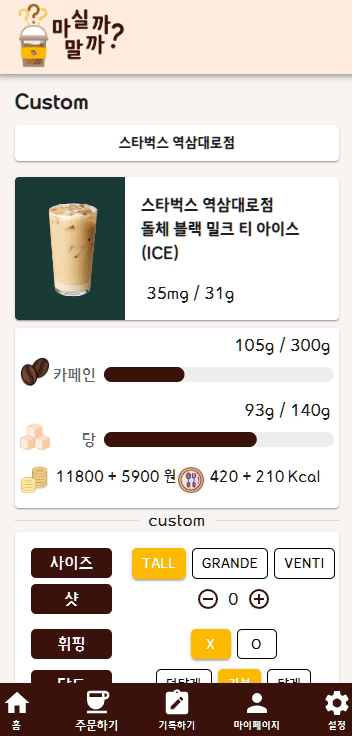 마실까
말까?
Custom
스타벅스 역삼대로점
스타벅스 역삼대로점
돌체 블랙 밀크 티 아이스
(ICE)
35mg / 31g
105g / 300g
카페인
93g / 140g
당
11800 + 5900 원 420 + 210 Kcal
custom
사이즈 TALL GRANDE VENTI
샷 0
휘핑 X O
기본
홈 주문하기 기록하기 마이페이지 설정